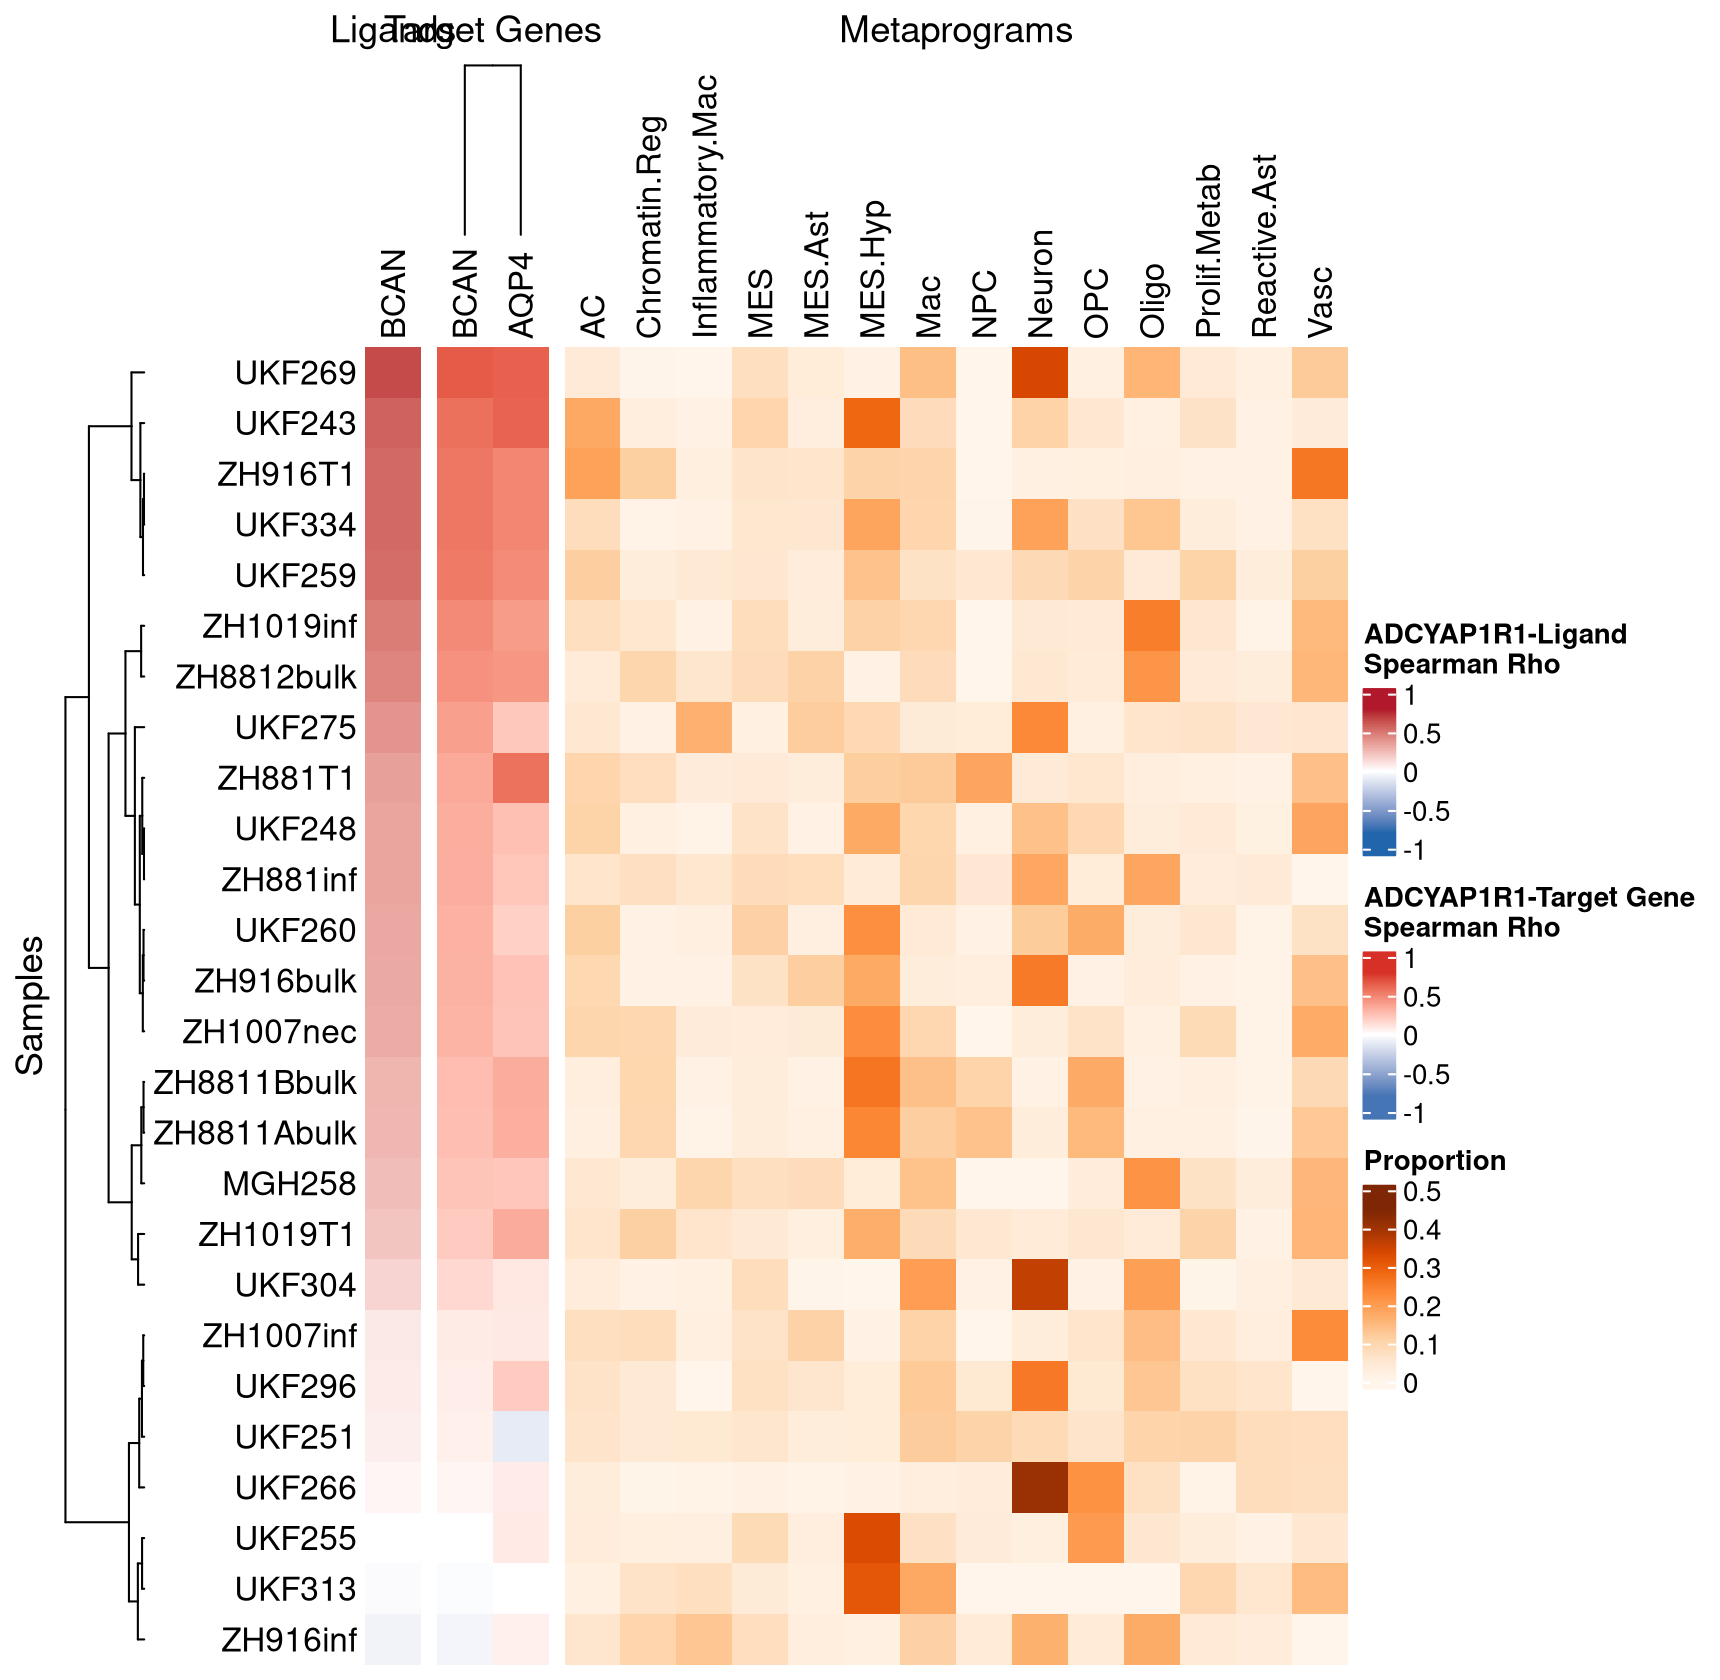 Ligands
Target Genes
Metaprograms
BCAN
BCAN
AQP4
AC
Chromatin.Reg
Inflammatory.Mac
MES
MES.Ast
MES.Hyp
Mac
NPC
Neuron
OPC
Oligo
Prolif.Metab
Reactive.Ast
Vasc
Samples
UKF269
UKF243
ZH916T1
UKF334
UKF259
ZH1019inf
ZH8812bulk
UKF275
ZH881T1
UKF248
ZH881inf
UKF260
ZH916bulk
ZH1007nec
ZH8811Bbulk
ZH8811Abulk
MGH258
ZH1019T1
UKF304
ZH1007inf
UKF296
UKF251
UKF266
UKF255
UKF313
ZH916inf
ADCYAP1R1-Ligand
Spearman Rho
1
0.5
0
-0.5
-1
ADCYAP1R1-Target Gene
Spearman Rho
1
0.5
0
-0.5
-1
Proportion
0.5
0.4
0.3
0.2
0.1
0